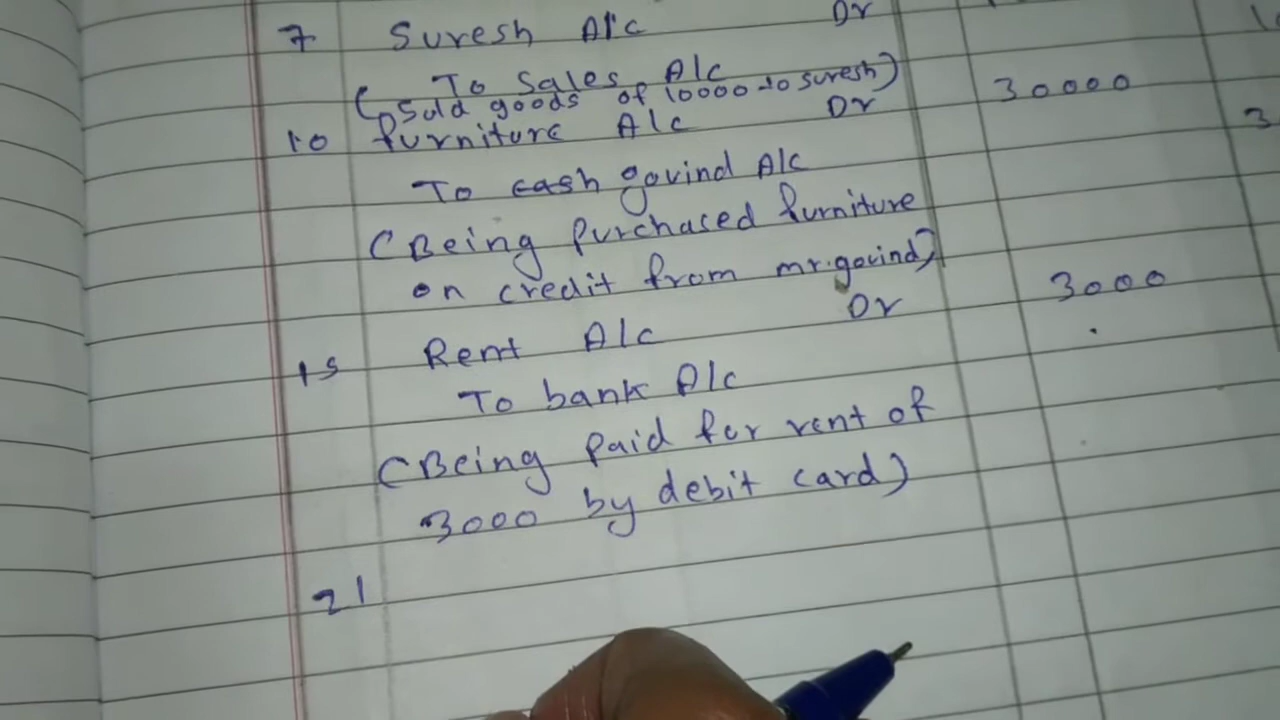 7 Suresh A/c Dr
To Sales A/c
(Sold goods of 10000 to suresh)
10 furniture A/c Dr 30000
To cash govind A/c
(Being purchased furniture
on credit from mr.govind)
15 Rent A/c Dr 3000
To bank A/c
(Being paid for rent of
3000 by debit card)
21